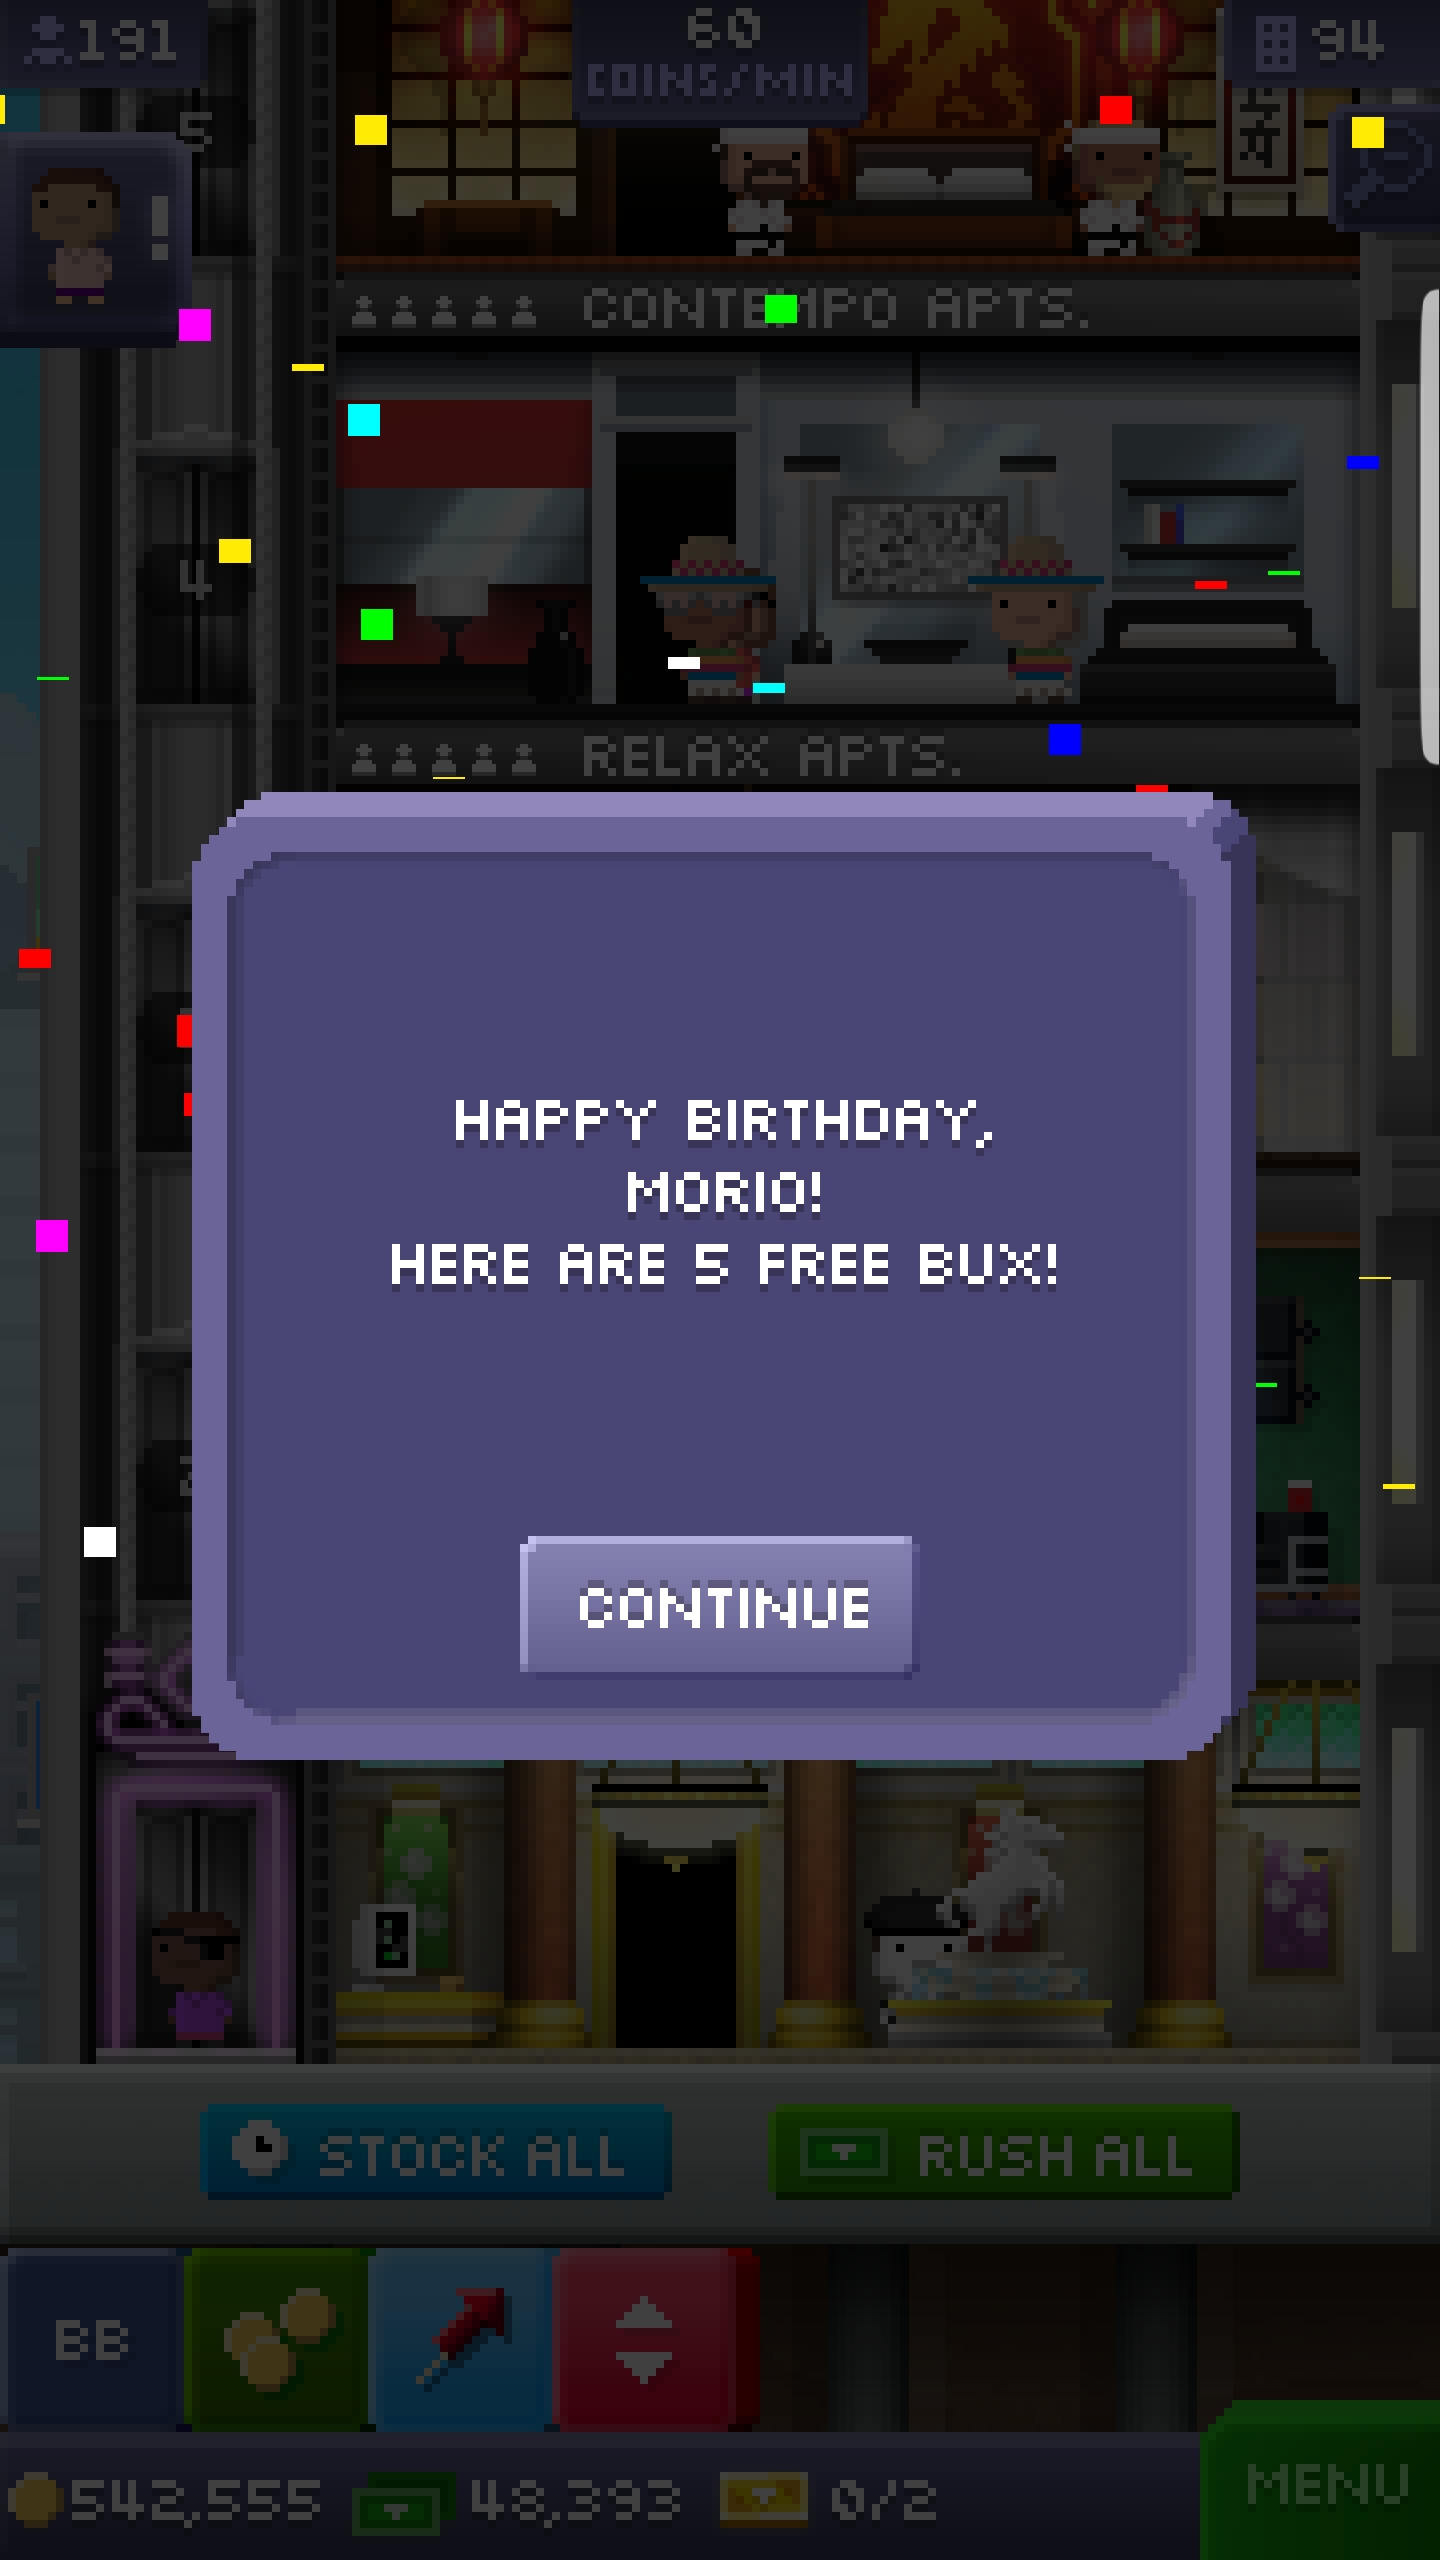 191
60
COINS/MIN
94
5
!
CONTEMPO APTS.
4
RELAX APTS.
HAPPY BIRTHDAY,
MORIO!
HERE ARE 5 FREE BUX!
CONTINUE
STOCK ALL
RUSH ALL
BB
542,555
48,393
0/2
MENU